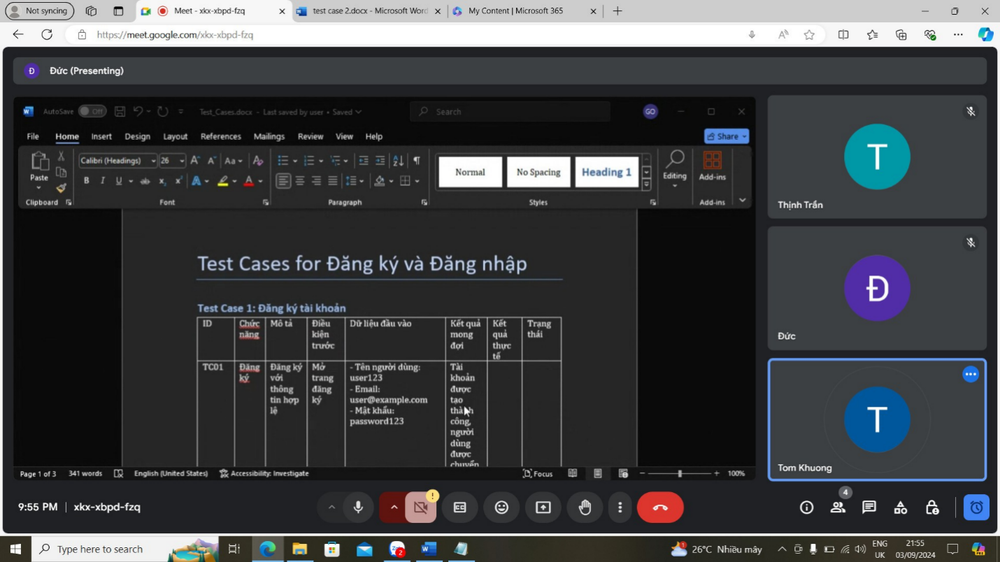 Not syncing
Meet - xkx-xbpd-fzq
test case 2.docx - Microsoft Word
My Content | Microsoft 365
https://meet.google.com/xkx-xbpd-fzq
Đ
Đức (Presenting)
AutoSave
Off
Test_Cases.docx - Last saved by user • Saved
Search
GO
File
Home
Insert
Design
Layout
References
Mailings
Review
View
Help
Share
Paste
Calibri (Headings)
26
Aa
B
I
U
ab
Normal
No Spacing
Heading 1
Editing
Add-ins
Clipboard
Font
Paragraph
Styles
Add-ins
Test Cases for Đăng ký và Đăng nhập
Test Case 1: Đăng ký tài khoản
ID
Chức
năng
Mô tả
Điều
kiện
trước
Dữ liệu đầu vào
Kết quả
mong
đợi
Kết
quả
thực
tế
Trạng
thái
TC01
Đăng
ký
Đăng ký
với
thông
tin hợp
lệ
Mở
trang
đăng
ký
- Tên người dùng:
user123
- Email:
user@example.com
- Mật khẩu:
password123
Tài
khoản
được
tạo
thành
công,
người
dùng
được
chuyển
Page 1 of 3
341 words
English (United States)
Accessibility: Investigate
Focus
100%
T
Thịnh Trần
Đ
Đức
T
Tom Khuong
9:55 PM | xkx-xbpd-fzq
4
Type here to search
2
1
26°C Nhiều mây
ENG
UK
21:55
03/09/2024